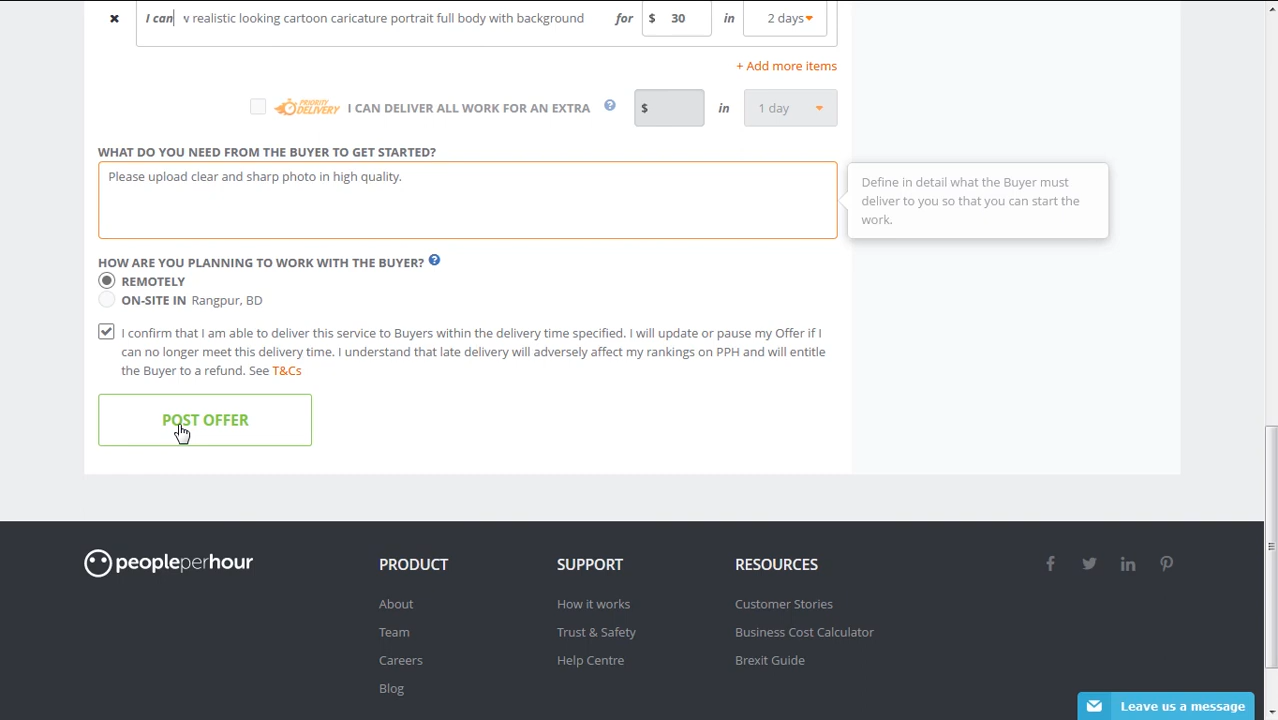 I can v realistic looking cartoon caricature portrait full body with background for $ 30 in 2 days
+ Add more items
PRIORITY DELIVERY I CAN DELIVER ALL WORK FOR AN EXTRA ? $ in 1 day
WHAT DO YOU NEED FROM THE BUYER TO GET STARTED?
Please upload clear and sharp photo in high quality.
Define in detail what the Buyer must
deliver to you so that you can start the
work.
HOW ARE YOU PLANNING TO WORK WITH THE BUYER? ?
REMOTELY
ON-SITE IN Rangpur, BD
I confirm that I am able to deliver this service to Buyers within the delivery time specified. I will update or pause my Offer if I
can no longer meet this delivery time. I understand that late delivery will adversely affect my rankings on PPH and will entitle
the Buyer to a refund. See T&Cs
POST OFFER
peopleperhour
PRODUCT
About
Team
Careers
Blog
SUPPORT
How it works
Trust & Safety
Help Centre
RESOURCES
Customer Stories
Business Cost Calculator
Brexit Guide
Leave us a message